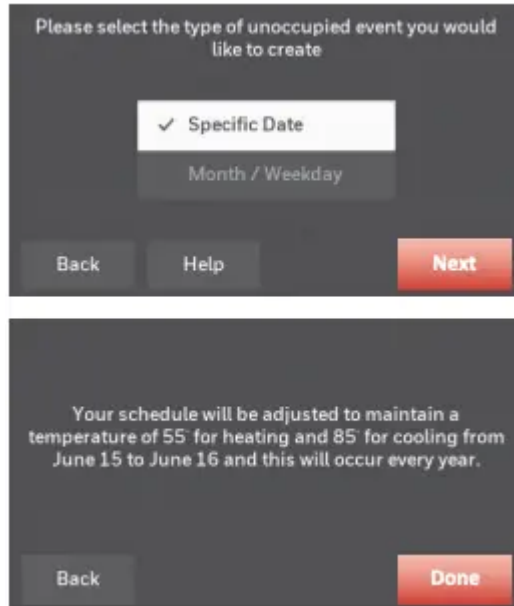 Please select the type of unoccupied event you would
like to create
✓ Specific Date
Month / Weekday
Back
Help
Next
Your schedule will be adjusted to maintain a
temperature of 55° for heating and 85° for cooling from
June 15 to June 16 and this will occur every year.
Back
Done